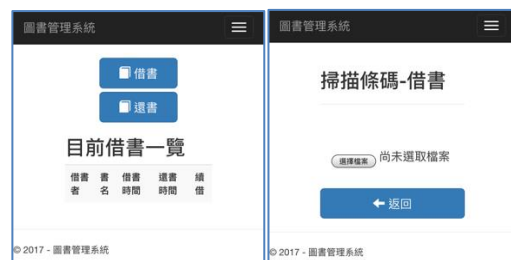 圖書管理系統
借書
還書
目前借書一覽
借書者 書名 借書時間 還書時間 續借
© 2017 - 圖書管理系統
圖書管理系統
掃描條碼-借書
選擇檔案 尚未選取檔案
返回
© 2017 - 圖書管理系統